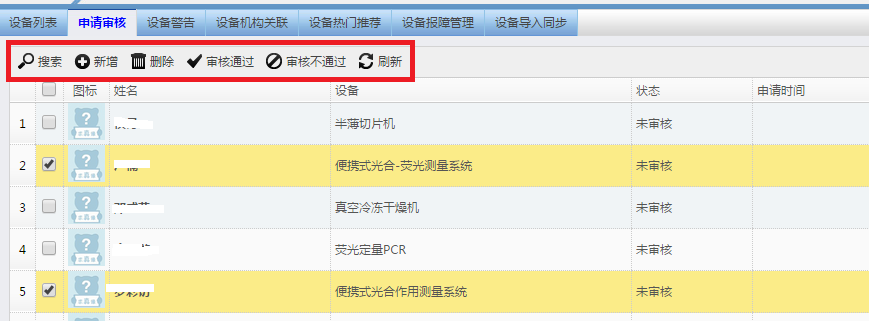 设备列表 申请审核 设备警告 设备机构关联 设备热门推荐 设备报障管理 设备导入同步
搜索 新增 删除 审核通过 审核不通过 刷新
图标 姓名 设备 状态 申请时间
1 ? 半薄切片机 未审核
2 ? 便携式光合-荧光测量系统 未审核
3 ? 真空冷冻干燥机 未审核
4 ? 荧光定量PCR 未审核
5 ? 便携式光合作用测量系统 未审核